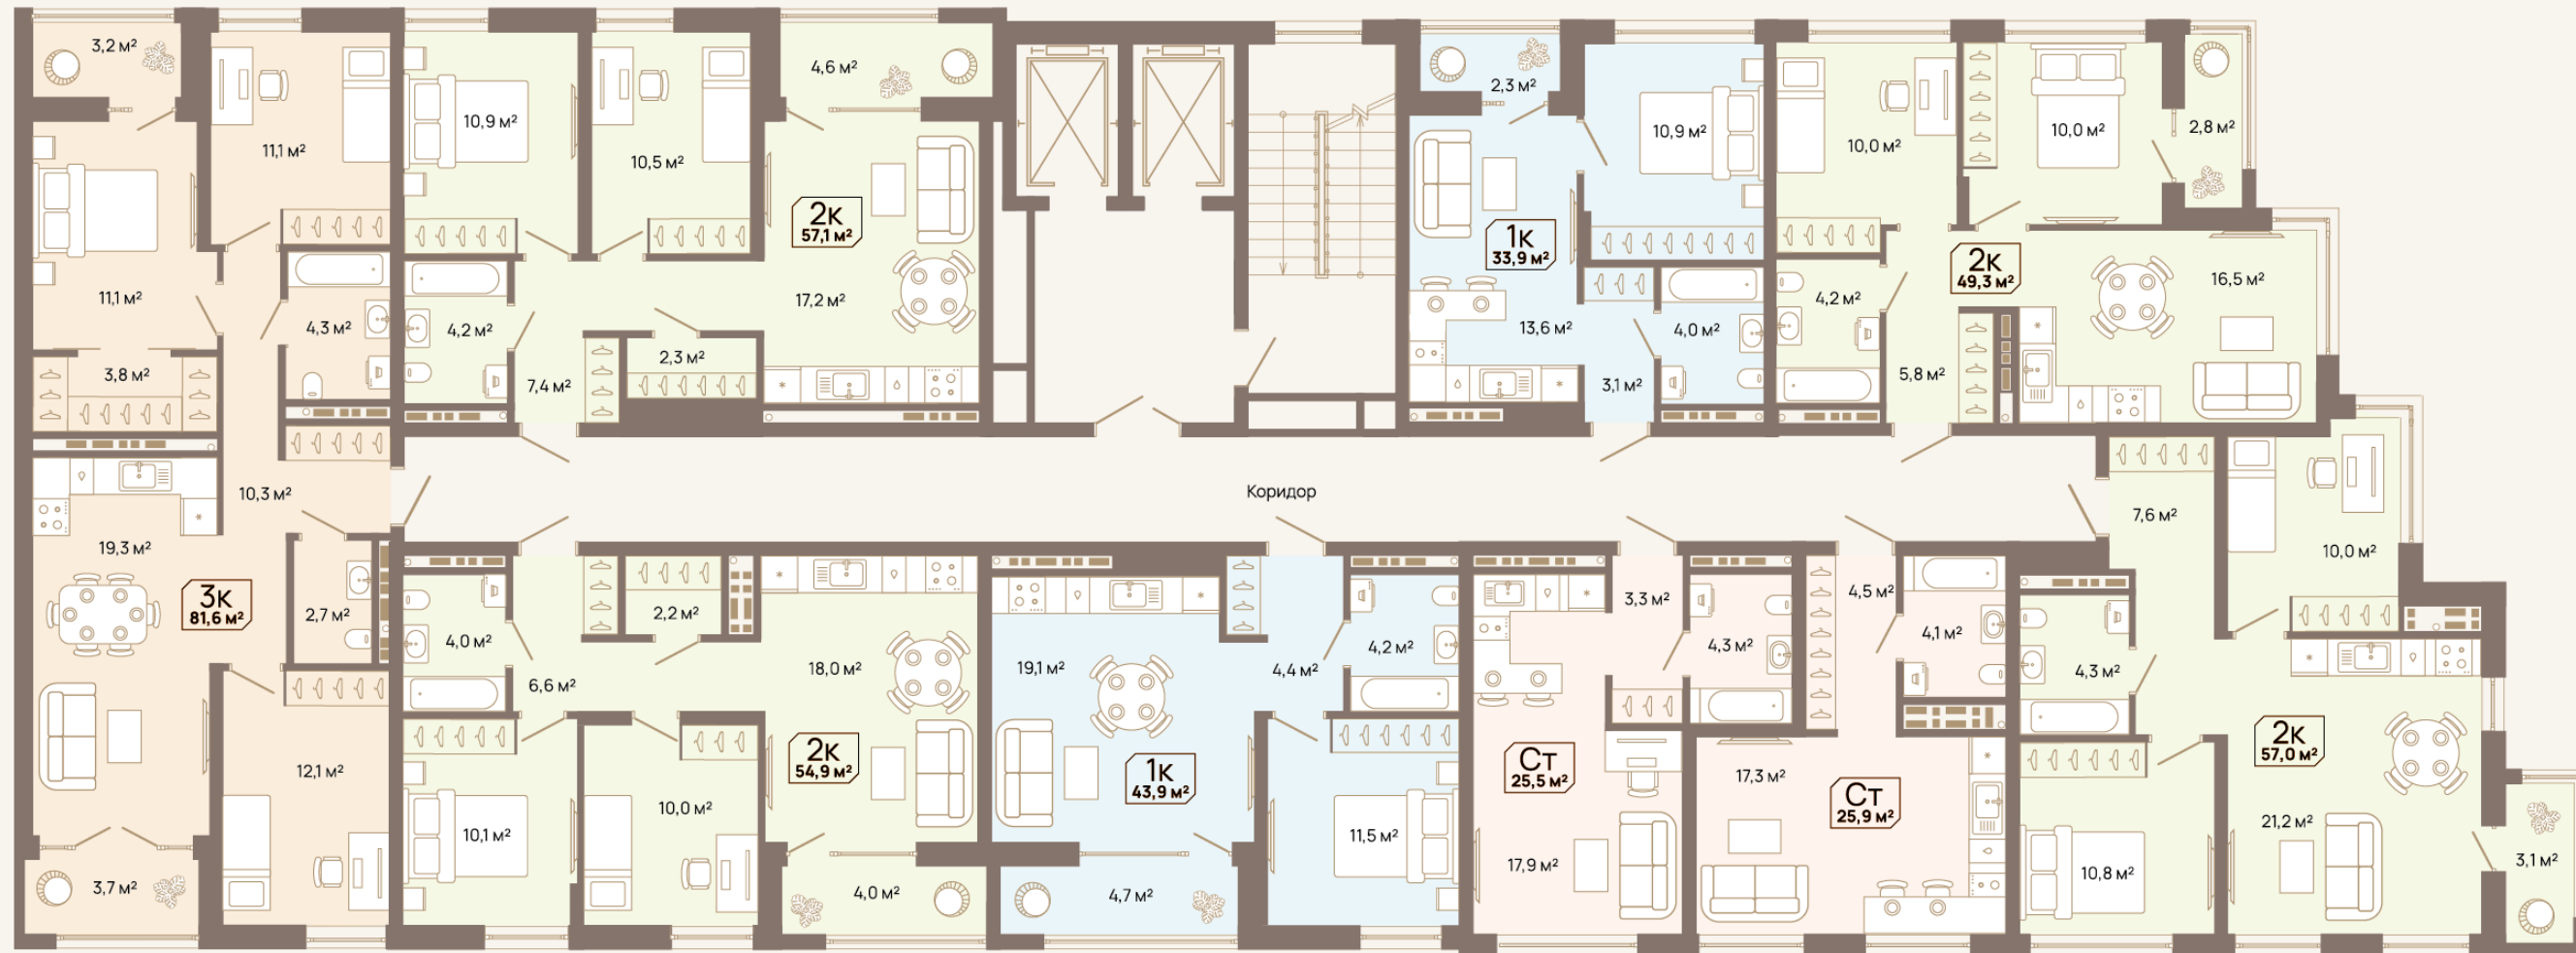 3,2 м²
11,1 м²
11,1 м²
4,3 м²
3,8 м²
10,3 м²
19,3 м²
3К
81,6 м²
2,7 м²
12,1 м²
3,7 м²
10,9 м²
10,5 м²
4,6 м²
2К
57,1 м²
17,2 м²
4,2 м²
2,3 м²
7,4 м²
2,3 м²
10,9 м²
1К
33,9 м²
13,6 м²
4,0 м²
3,1 м²
10,0 м²
10,0 м²
2,8 м²
2К
49,3 м²
16,5 м²
4,2 м²
5,8 м²
Коридор
4,0 м²
2,2 м²
6,6 м²
18,0 м²
2К
54,9 м²
10,1 м²
10,0 м²
4,0 м²
19,1 м²
4,4 м²
4,2 м²
1К
43,9 м²
11,5 м²
4,7 м²
3,3 м²
4,3 м²
Ст
25,5 м²
17,9 м²
4,5 м²
4,1 м²
17,3 м²
Ст
25,9 м²
7,6 м²
10,0 м²
4,3 м²
2К
57,0 м²
21,2 м²
10,8 м²
3,1 м²